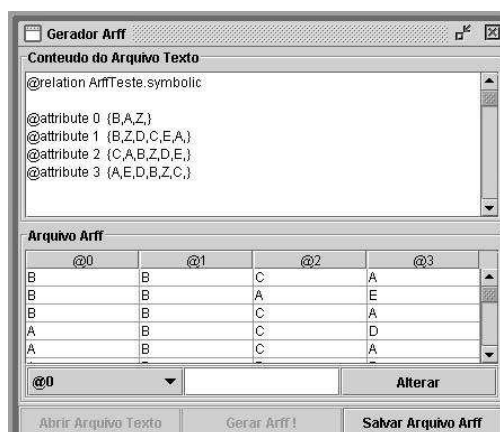 Gerador Arff
Conteudo do Arquivo Texto
@relation ArffTeste.symbolic
@attribute 0 {B,A,Z,}
@attribute 1 {B,Z,D,C,E,A,}
@attribute 2 {C,A,B,Z,D,E,}
@attribute 3 {A,E,D,B,Z,C,}
Arquivo Arff
@0 @1 @2 @3
B B C A
B B A E
B B C A
A B C D
A B C A
@0 Alterar
Abrir Arquivo Texto Gerar Arff ! Salvar Arquivo Arff